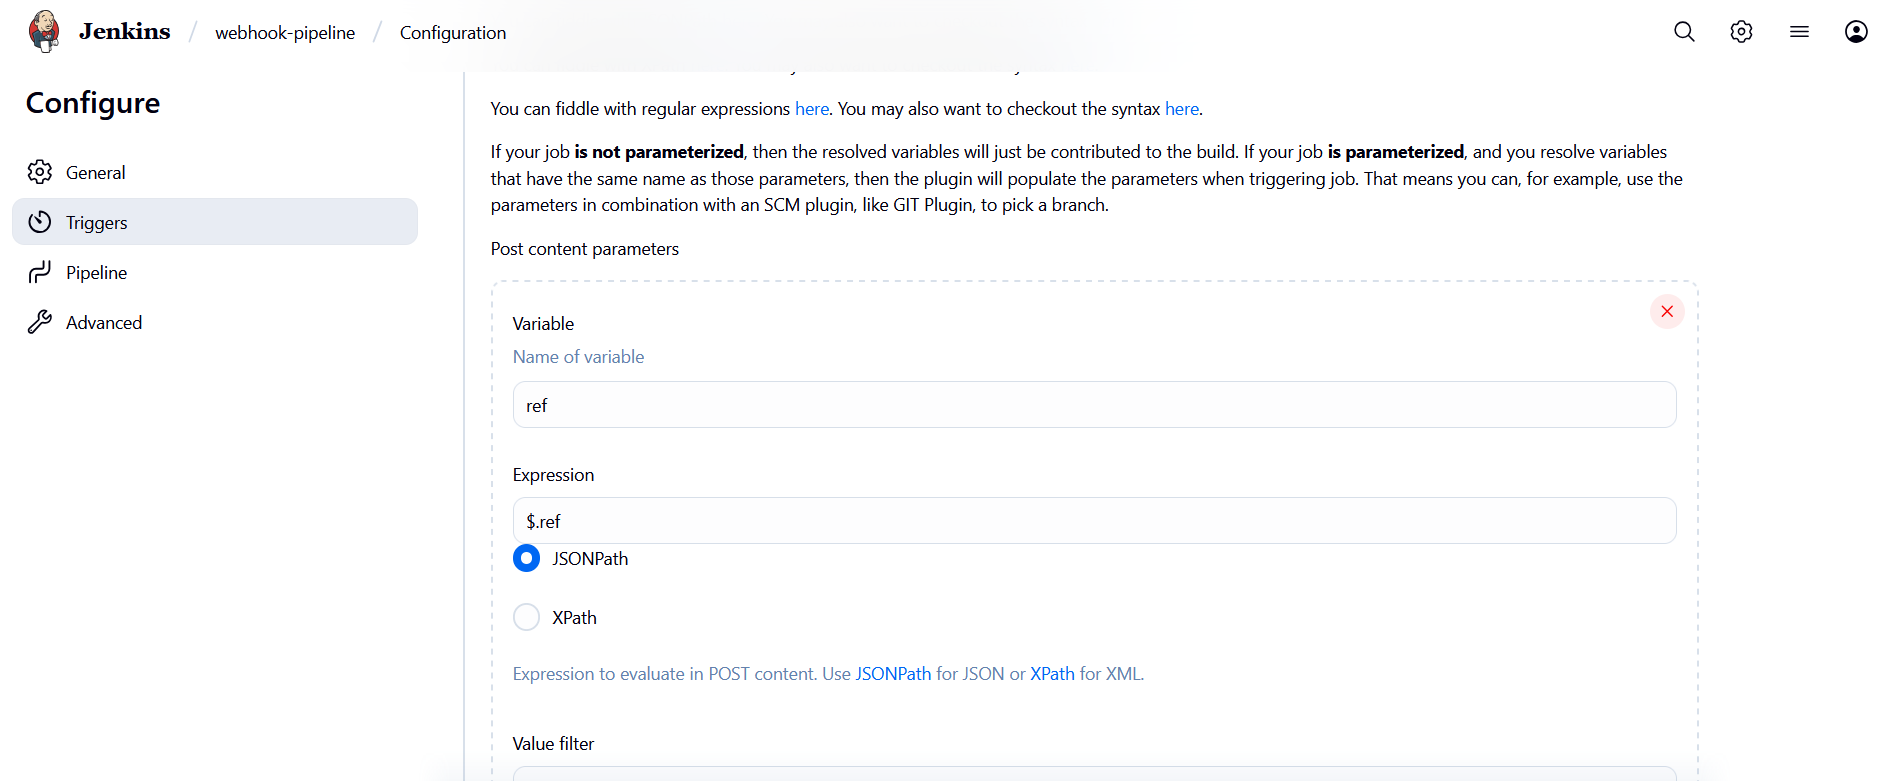 Jenkins / webhook-pipeline / Configuration
Configure
General
Triggers
Pipeline
Advanced
You can fiddle with regular expressions here. You may also want to checkout the syntax here.
If your job is not parameterized, then the resolved variables will just be contributed to the build. If your job is parameterized, and you resolve variables
that have the same name as those parameters, then the plugin will populate the parameters when triggering job. That means you can, for example, use the
parameters in combination with an SCM plugin, like GIT Plugin, to pick a branch.
Post content parameters
Variable
Name of variable
ref
Expression
$.ref
JSONPath
XPath
Expression to evaluate in POST content. Use JSONPath for JSON or XPath for XML.
Value filter